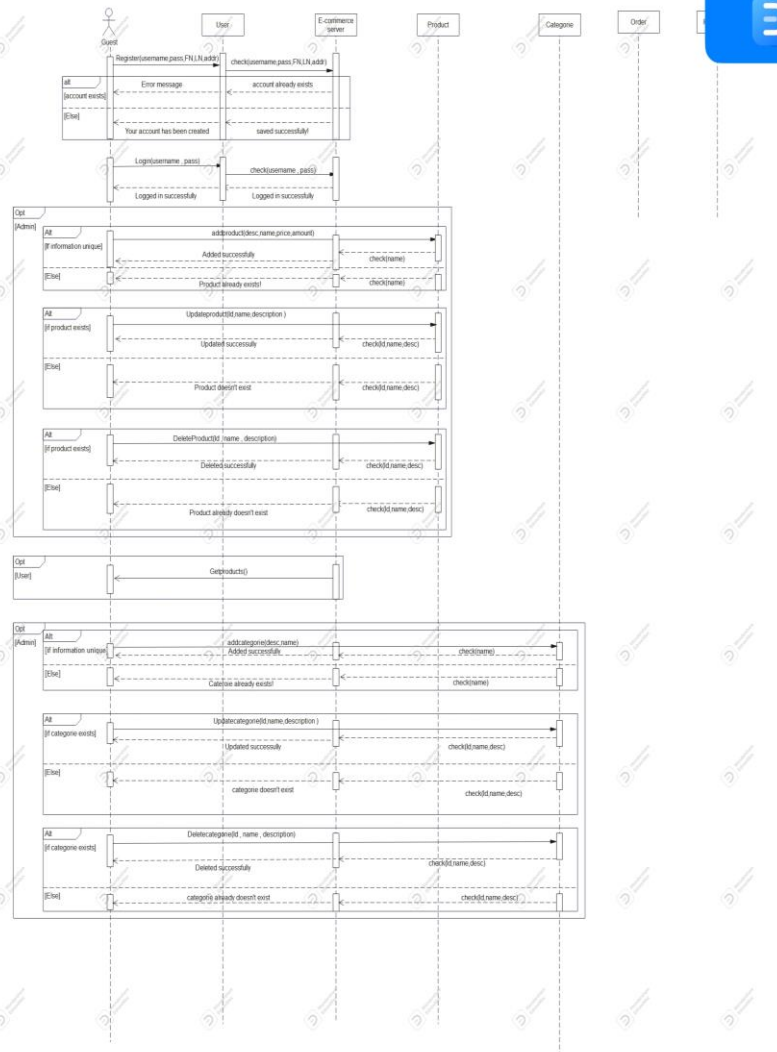 Guest
User
E-commerce
server
Product
Categorie
Order
Register(username,pass,FN,LN,addr)
check(username,pass,FN,LN,addr)
alt
[account exists]
Error message
account already exists
[Else]
Your account has been created
saved successfully!
Login(username , pass)
check(username , pass)
Logged in successfully
Logged in successfully
Opt
[Admin]
Alt
[If information unique]
addproduct(desc,name,price,amount)
Added successfully
check(name)
[Else]
Product already exists!
check(name)
Alt
[if product exists]
Updateproduct(Id,name,description )
Updated successully
check(Id,name,desc)
[Else]
Product doesn't exist
check(Id,name,desc)
Alt
[if product exists]
DeleteProduct(Id , name , description)
Deleted successfully
check(Id,name,desc)
[Else]
Product already doesn't exist
check(Id,name,desc)
Opt
[User]
Getproducts()
Opt
[Admin]
Alt
[If information unique]
addcategorie(desc,name)
Added successfully
check(name)
[Else]
already exists!
check(name)
Alt
[if categorie exists]
Updatecategorie(Id,name,description )
Updated successully
check(Id,name,desc)
[Else]
categorie doesn't exist
check(Id,name,desc)
Alt
[if categorie exists]
Deletecategorie(Id , name , description)
Deleted successfully
check(Id,name,desc)
[Else]
categorie already doesn't exist
check(Id,name,desc)